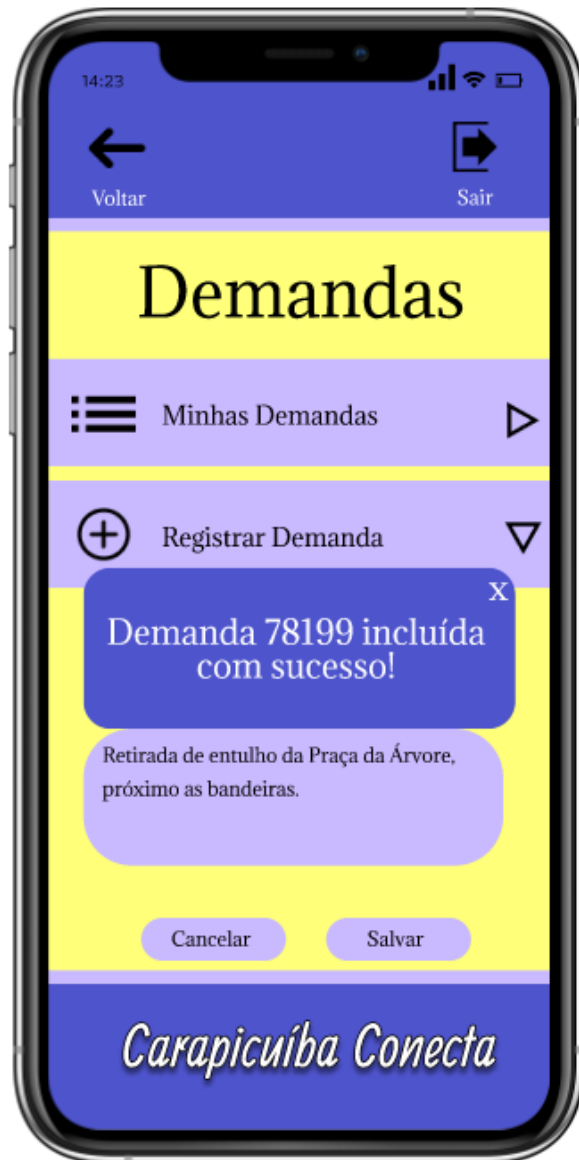 14:23
Voltar
Sair
Demandas
Minhas Demandas
Registrar Demanda
X
Demanda 78199 incluída
com sucesso!
Retirada de entulho da Praça da Árvore,
próximo as bandeiras.
Cancelar
Salvar
Carapicuíba Conecta